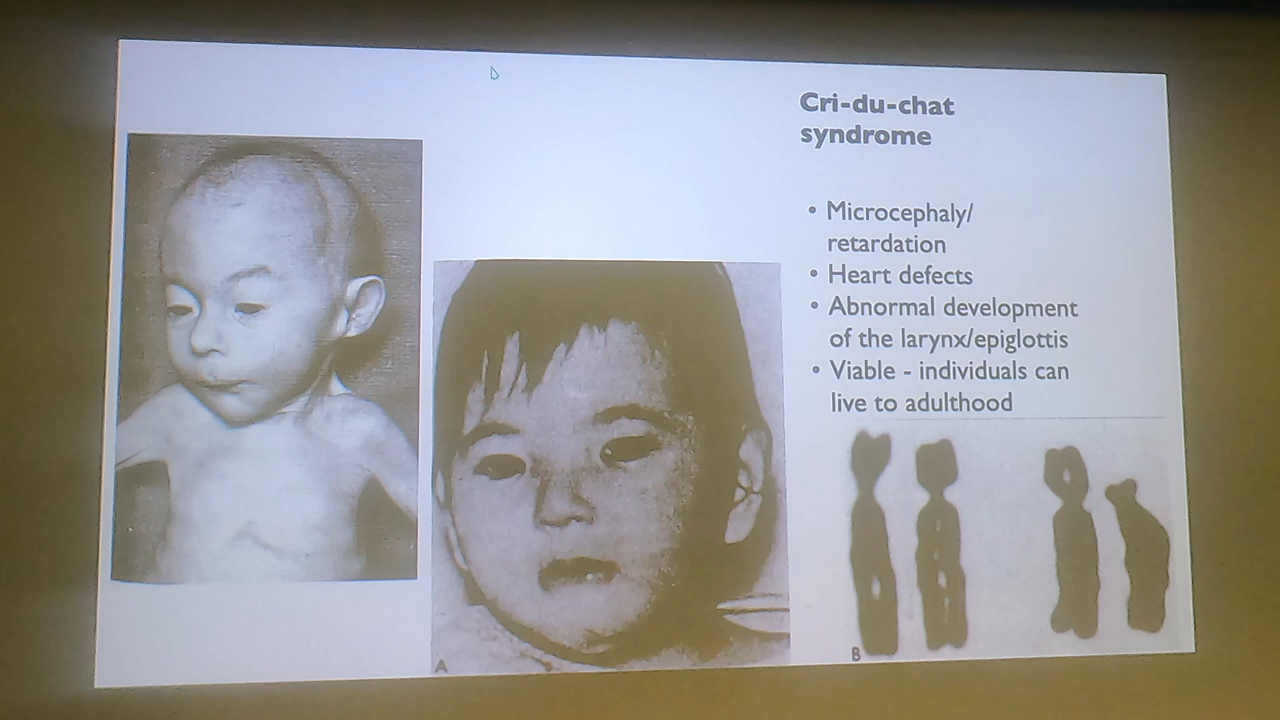 Cri-du-chat
syndrome
• Microcephaly/
retardation
• Heart defects
• Abnormal development
of the larynx/epiglottis
• Viable - individuals can
live to adulthood
A
B